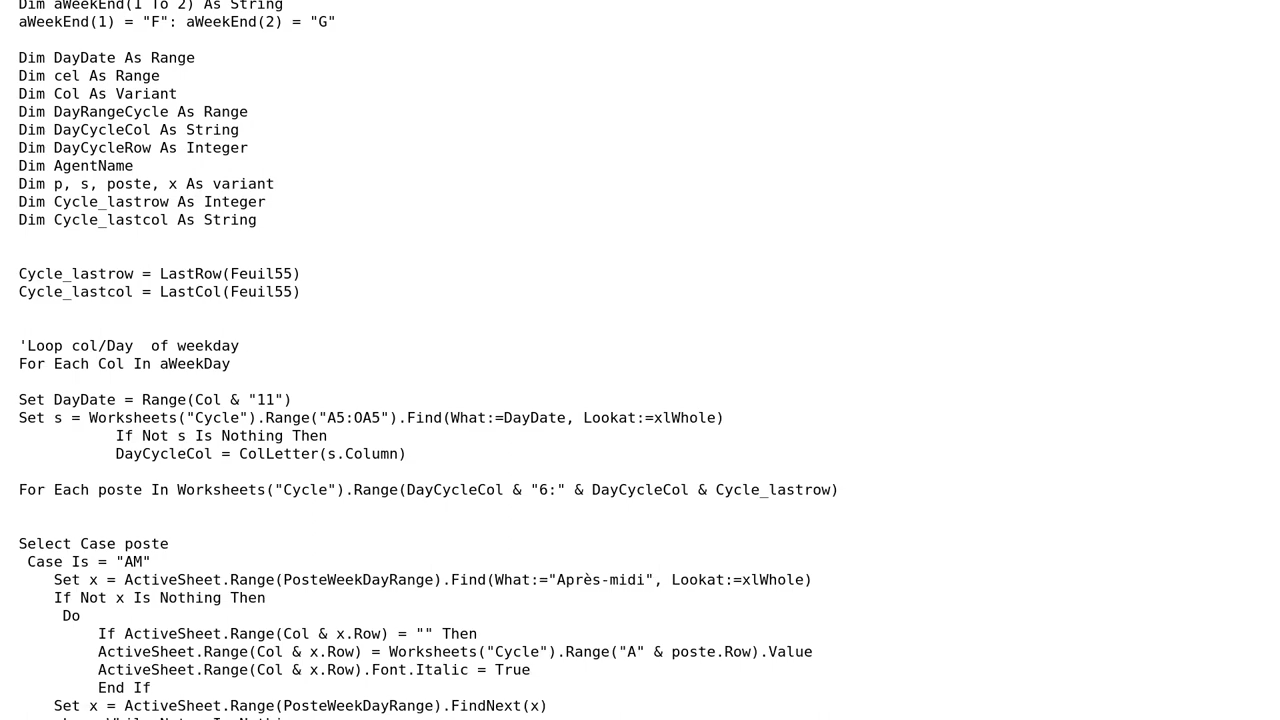 Dim aWeekEnd(1 To 2) As String
aWeekEnd(1) = "F": aWeekEnd(2) = "G"
Dim DayDate As Range
Dim cel As Range
Dim Col As Variant
Dim DayRangeCycle As Range
Dim DayCycleCol As String
Dim DayCycleRow As Integer
Dim AgentName
Dim p, s, poste, x As variant
Dim Cycle_lastrow As Integer
Dim Cycle_lastcol As String
Cycle_lastrow = LastRow(Feuil55)
Cycle_lastcol = LastCol(Feuil55)
'Loop col/Day  of weekday
For Each Col In aWeekDay
Set DayDate = Range(Col & "11")
Set s = Worksheets("Cycle").Range("A5:OA5").Find(What:=DayDate, Lookat:=xlWhole)
If Not s Is Nothing Then
DayCycleCol = ColLetter(s.Column)
For Each poste In Worksheets("Cycle").Range(DayCycleCol & "6:" & DayCycleCol & Cycle_lastrow)
Select Case poste
Case Is = "AM"
Set x = ActiveSheet.Range(PosteWeekDayRange).Find(What:="Après-midi", Lookat:=xlWhole)
If Not x Is Nothing Then
Do
If ActiveSheet.Range(Col & x.Row) = "" Then
ActiveSheet.Range(Col & x.Row) = Worksheets("Cycle").Range("A" & poste.Row).Value
ActiveSheet.Range(Col & x.Row).Font.Italic = True
End If
Set x = ActiveSheet.Range(PosteWeekDayRange).FindNext(x)